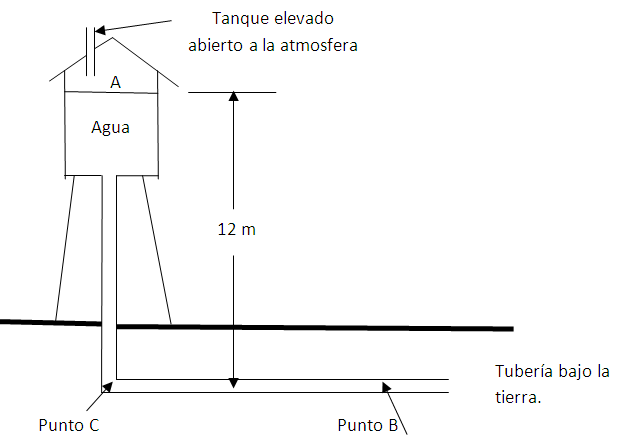 Tanque elevado
abierto a la atmosfera
A
Agua
12 m
Tubería bajo la
tierra.
Punto C
Punto B